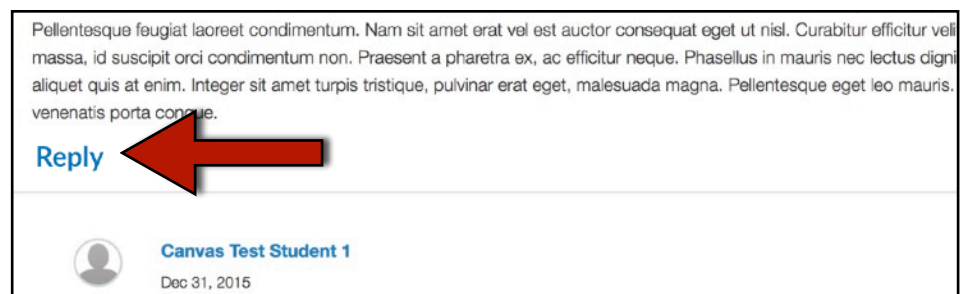 Pellentesque feugiat laoreet condimentum. Nam sit amet erat vel est auctor consequat eget ut nisl. Curabitur efficitur veli
massa, id suscipit orci condimentum non. Praesent a pharetra ex, ac efficitur neque. Phasellus in mauris nec lectus digni
aliquet quis at enim. Integer sit amet turpis tristique, pulvinar erat eget, malesuada magna. Pellentesque eget leo mauris.
venenatis porta congue.
Reply
Canvas Test Student 1
Dec 31, 2015